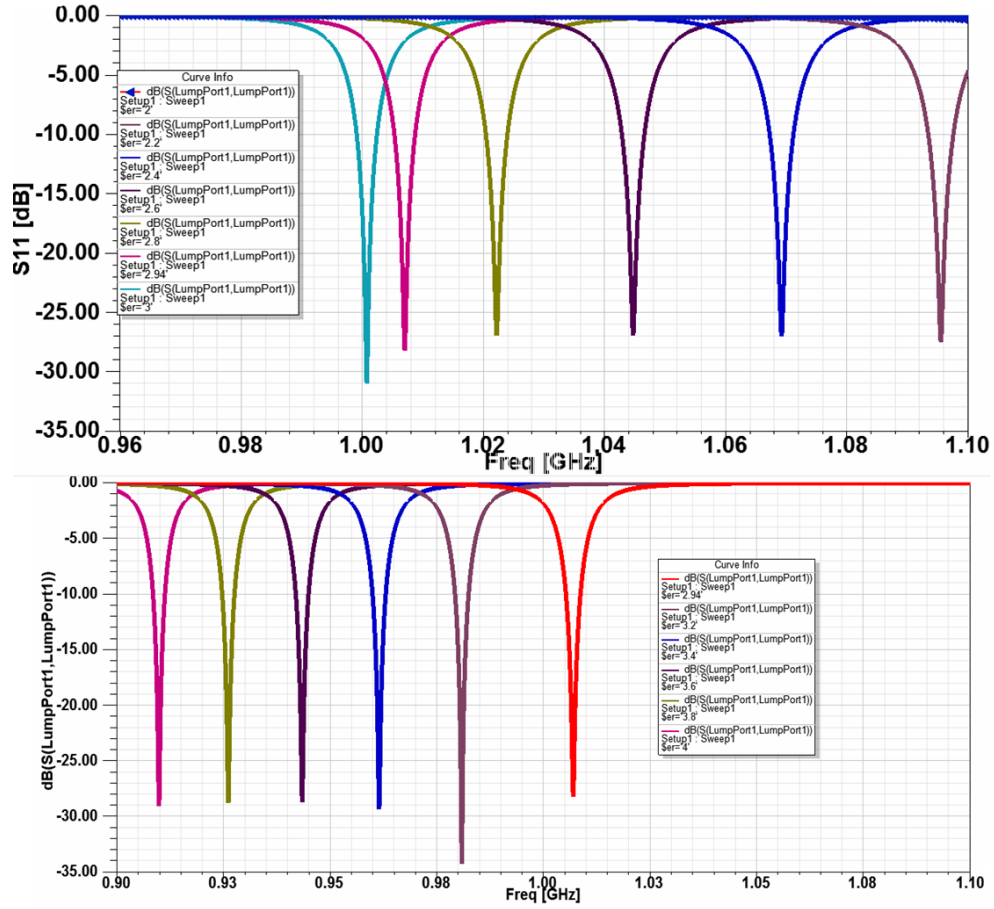 0.00
-5.00
-10.00
-15.00
-20.00
-25.00
-30.00
-35.00
S11 [dB]
Curve Info
dB(S(LumpPort1,LumpPort1))
Setup1 : Sweep1
$er='2'
dB(S(LumpPort1,LumpPort1))
Setup1 : Sweep1
$er='2.2'
dB(S(LumpPort1,LumpPort1))
Setup1 : Sweep1
$er='2.4'
dB(S(LumpPort1,LumpPort1))
Setup1 : Sweep1
$er='2.6'
dB(S(LumpPort1,LumpPort1))
Setup1 : Sweep1
$er='2.8'
dB(S(LumpPort1,LumpPort1))
Setup1 : Sweep1
$er='2.94'
dB(S(LumpPort1,LumpPort1))
Setup1 : Sweep1
$er='3'
0.96 0.98 1.00 1.02 1.04 1.06 1.08 1.10
Freq [GHz]
0.00
-5.00
-10.00
-15.00
-20.00
-25.00
-30.00
-35.00
dB(S(LumpPort1,LumpPort1))
Curve Info
dB(S(LumpPort1,LumpPort1))
Setup1 : Sweep1
$er='2.94'
dB(S(LumpPort1,LumpPort1))
Setup1 : Sweep1
$er='3.2'
dB(S(LumpPort1,LumpPort1))
Setup1 : Sweep1
$er='3.4'
dB(S(LumpPort1,LumpPort1))
Setup1 : Sweep1
$er='3.6'
dB(S(LumpPort1,LumpPort1))
Setup1 : Sweep1
$er='3.8'
dB(S(LumpPort1,LumpPort1))
Setup1 : Sweep1
$er='4'
0.90 0.93 0.95 0.98 1.00 1.03 1.05 1.08 1.10
Freq [GHz]